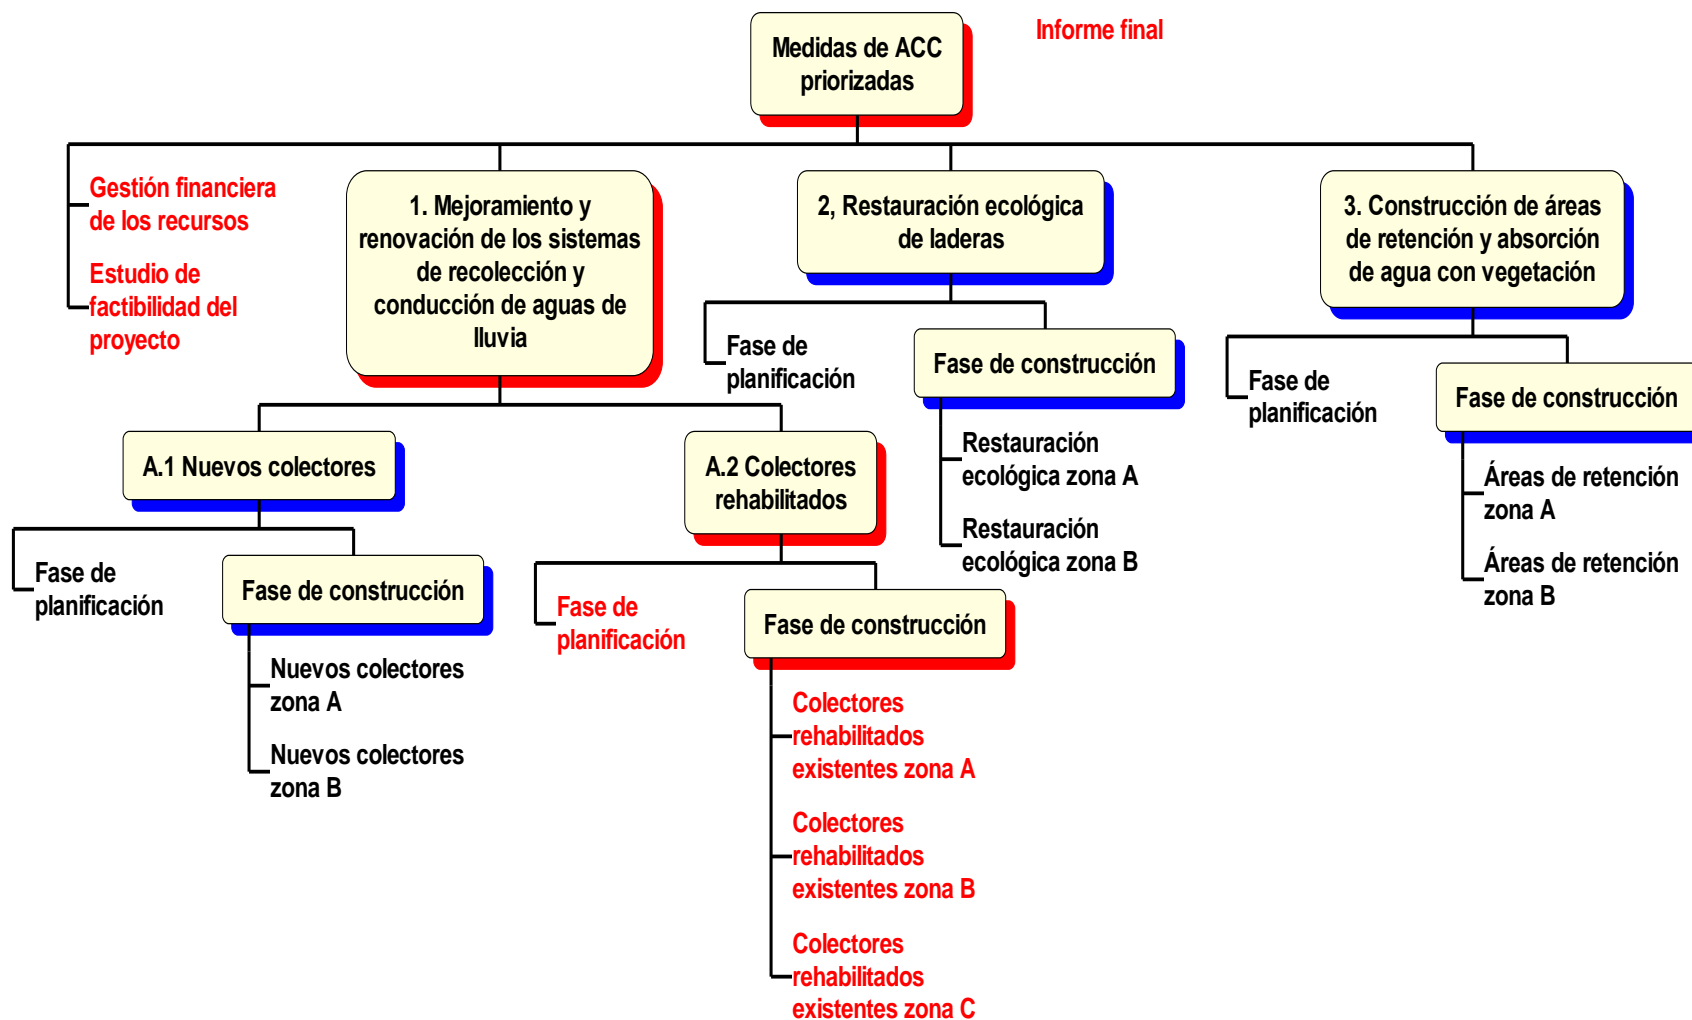 Informe final
Medidas de ACC
priorizadas
Gestión financiera
de los recursos
Estudio de
factibilidad del
proyecto
1. Mejoramiento y
renovación de los sistemas
de recolección y
conducción de aguas de
lluvia
2, Restauración ecológica
de laderas
3. Construcción de áreas
de retención y absorción
de agua con vegetación
Fase de
planificación
Fase de construcción
Restauración
ecológica zona A
Restauración
ecológica zona B
Fase de
planificación
Fase de construcción
Áreas de retención
zona A
Áreas de retención
zona B
A.1 Nuevos colectores
Fase de
planificación
Fase de construcción
Nuevos colectores
zona A
Nuevos colectores
zona B
A.2 Colectores
rehabilitados
Fase de
planificación
Fase de construcción
Colectores
rehabilitados
existentes zona A
Colectores
rehabilitados
existentes zona B
Colectores
rehabilitados
existentes zona C